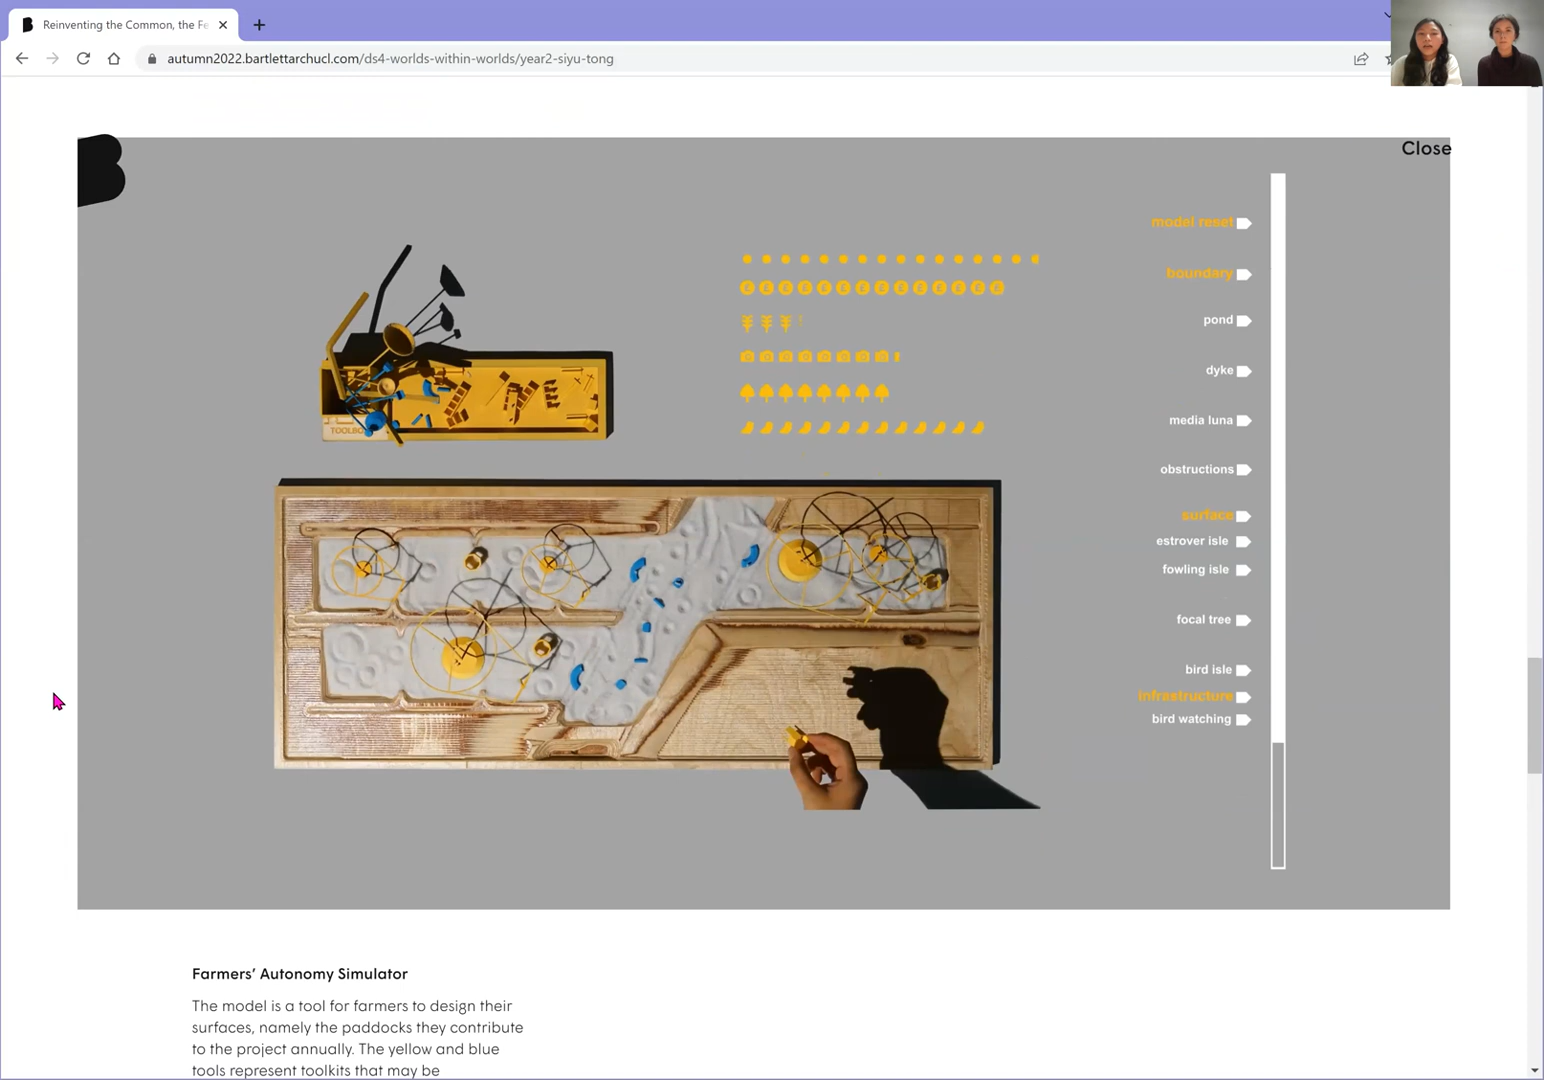 Reinventing the Common, the Fe
autumn2022.bartlettarchucl.com/ds4-worlds-within-worlds/year2-siyu-tong
B
Close
model reset
boundary
pond
dyke
media luna
obstructions
surface
estrover isle
fowling isle
focal tree
bird isle
infrastructure
bird watching
Farmers’ Autonomy Simulator
The model is a tool for farmers to design their
surfaces, namely the paddocks they contribute
to the project annually. The yellow and blue
tools represent toolkits that may be